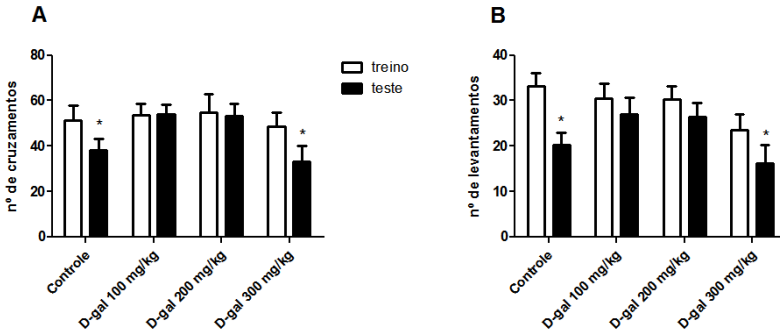 A
nº de cruzamentos
80
60
40
20
0
*
*
treino
teste
Controle
D-gal 100 mg/kg
D-gal 200 mg/kg
D-gal 300 mg/kg
B
nº de levantamentos
40
30
20
10
0
*
*
Controle
D-gal 100 mg/kg
D-gal 200 mg/kg
D-gal 300 mg/kg